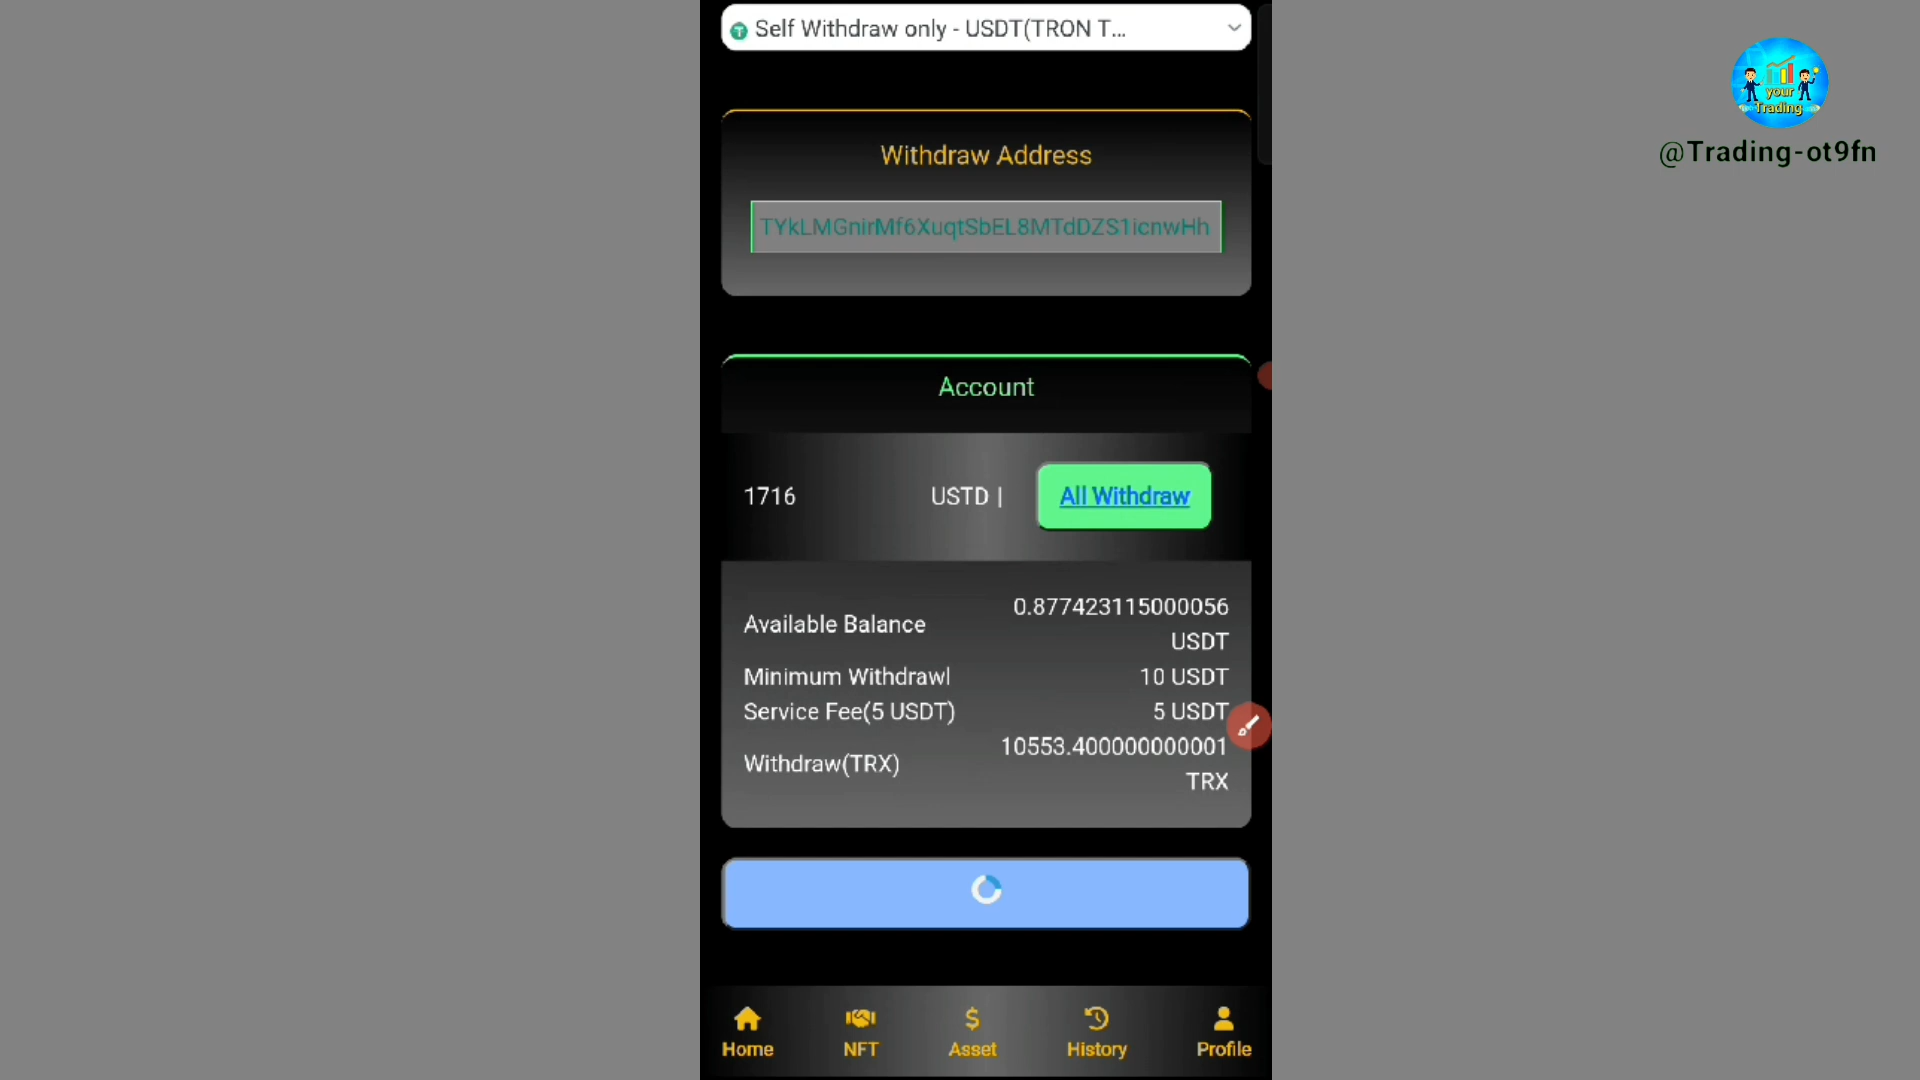 Self Withdraw only - USDT(TRON T...
your
Trading
@Trading-ot9fn
Withdraw Address
TYkLMGnirMf6XuqtSbEL8MTdDZS1icnwHh
Account
1716 USTD | All Withdraw
Available Balance 0.877423115000056 USDT
Minimum Withdrawl 10 USDT
Service Fee(5 USDT) 5 USDT
Withdraw(TRX) 10553.400000000001 TRX
Home NFT Asset History Profile